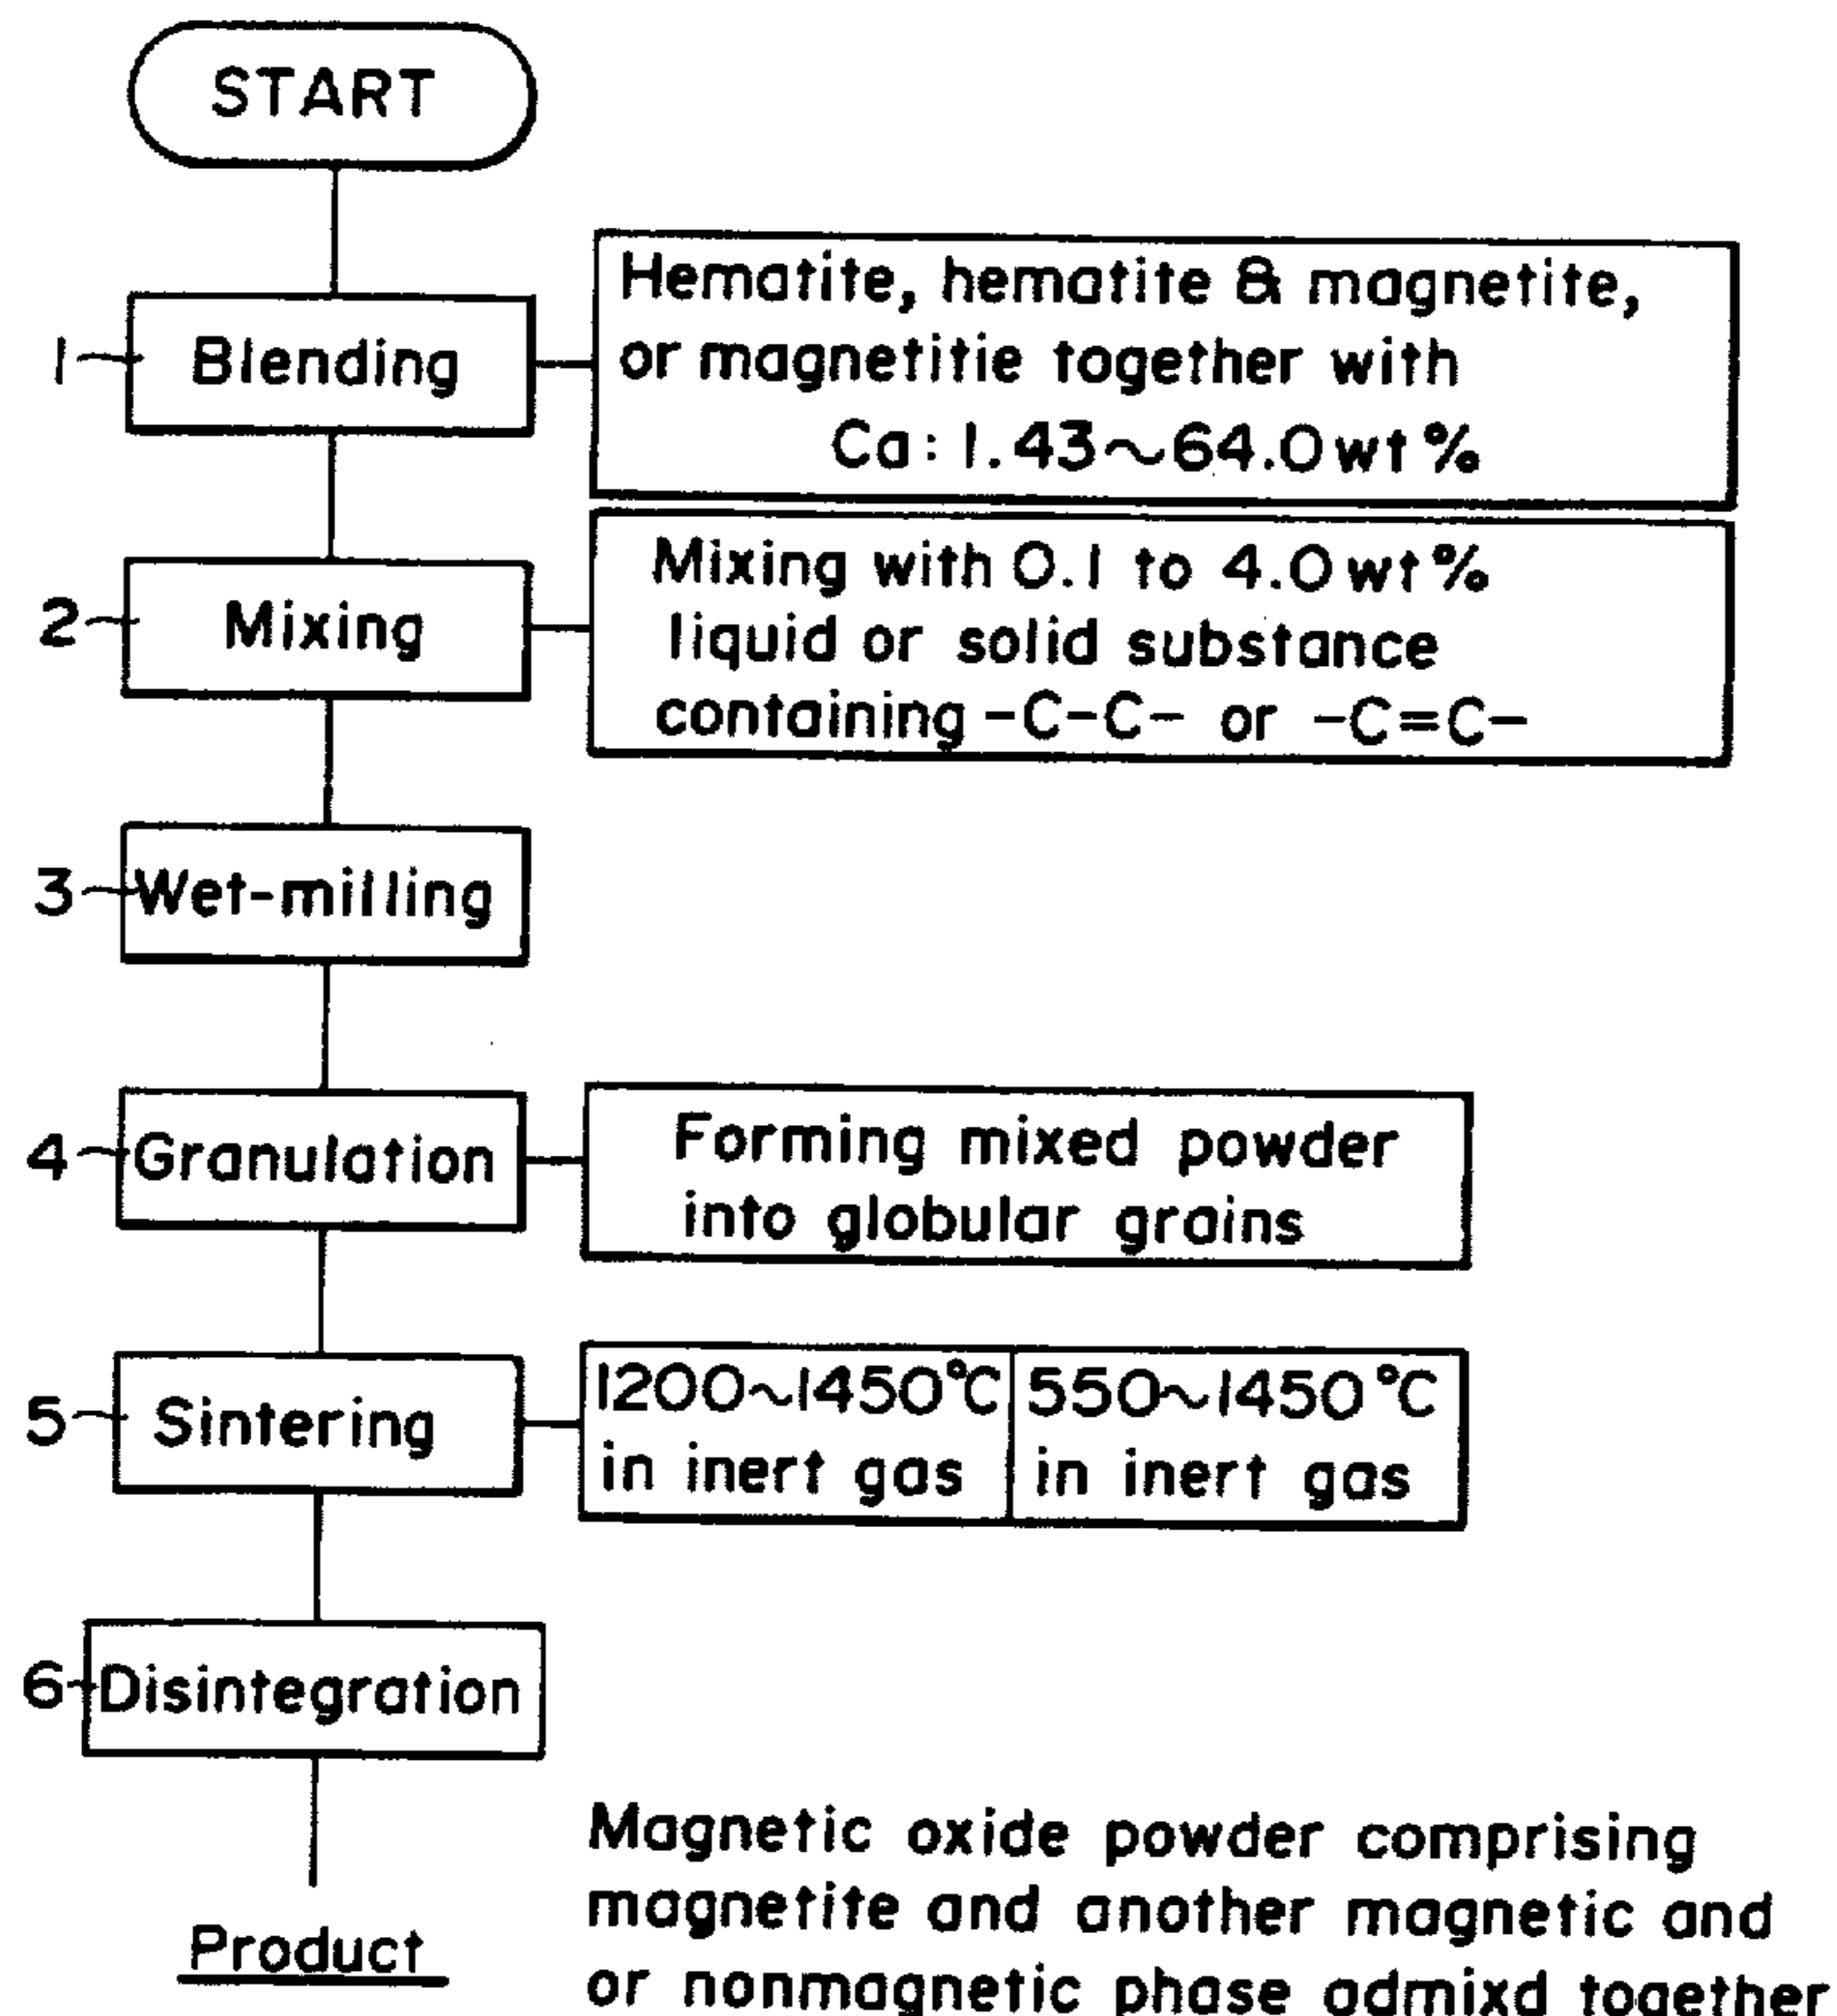 START
1 Blending
Hematite, hematite & magnetite,
or magnetitie together with
Ca: 1.43~64.0wt%
2 Mixing
Mixing with 0.1 to 4.0wt%
liquid or solid substance
containing -C-C- or -C=C-
3 Wet-milling
4 Granulation
Forming mixed powder
into globular grains
5 Sintering
1200~1450°C
in inert gas
550~1450°C
in inert gas
6 Disintegration
Product
Magnetic oxide powder comprising
magnetite and another magnetic and
or nonmagnetic phase admixd together